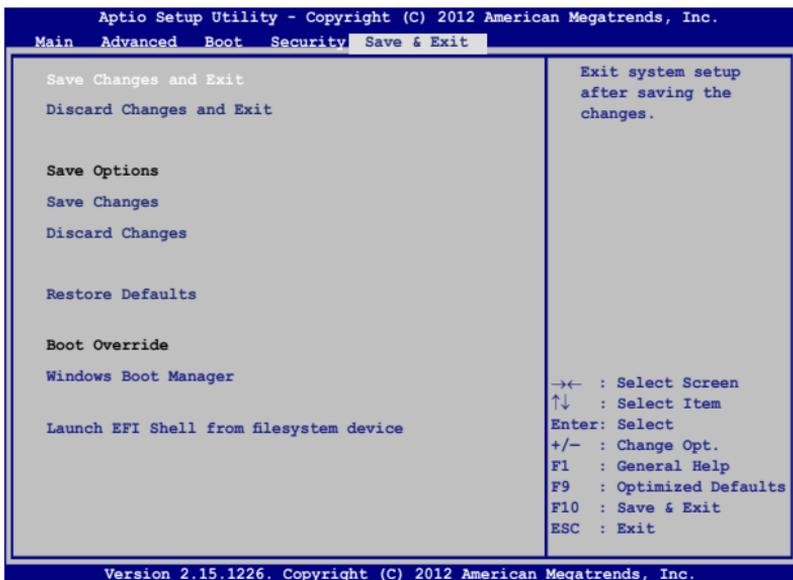 Aptio Setup Utility - Copyright (C) 2012 American Megatrends, Inc.
Main Advanced Boot Security Save & Exit
Save Changes and Exit
Discard Changes and Exit
Save Options
Save Changes
Discard Changes
Restore Defaults
Boot Override
Windows Boot Manager
Launch EFI Shell from filesystem device
Exit system setup
after saving the
changes.
→← : Select Screen
↑↓ : Select Item
Enter: Select
+/- : Change Opt.
F1 : General Help
F9 : Optimized Defaults
F10 : Save & Exit
ESC : Exit
Version 2.15.1226. Copyright (C) 2012 American Megatrends, Inc.